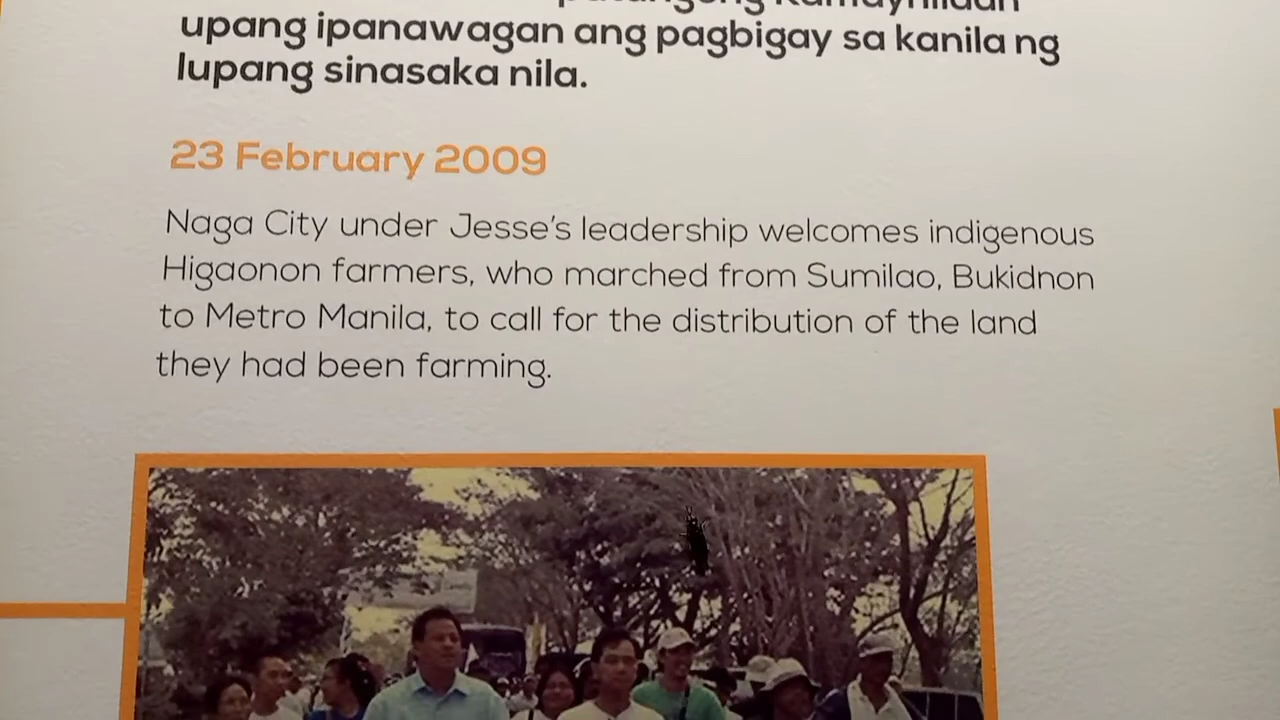 Kamaynilaan
upang ipanawagan ang pagbigay sa kanila ng
lupang sinasaka nila.
23 February 2009
Naga City under Jesse's leadership welcomes indigenous
Higaonon farmers, who marched from Sumilao, Bukidnon
to Metro Manila, to call for the distribution of the land
they had been farming.